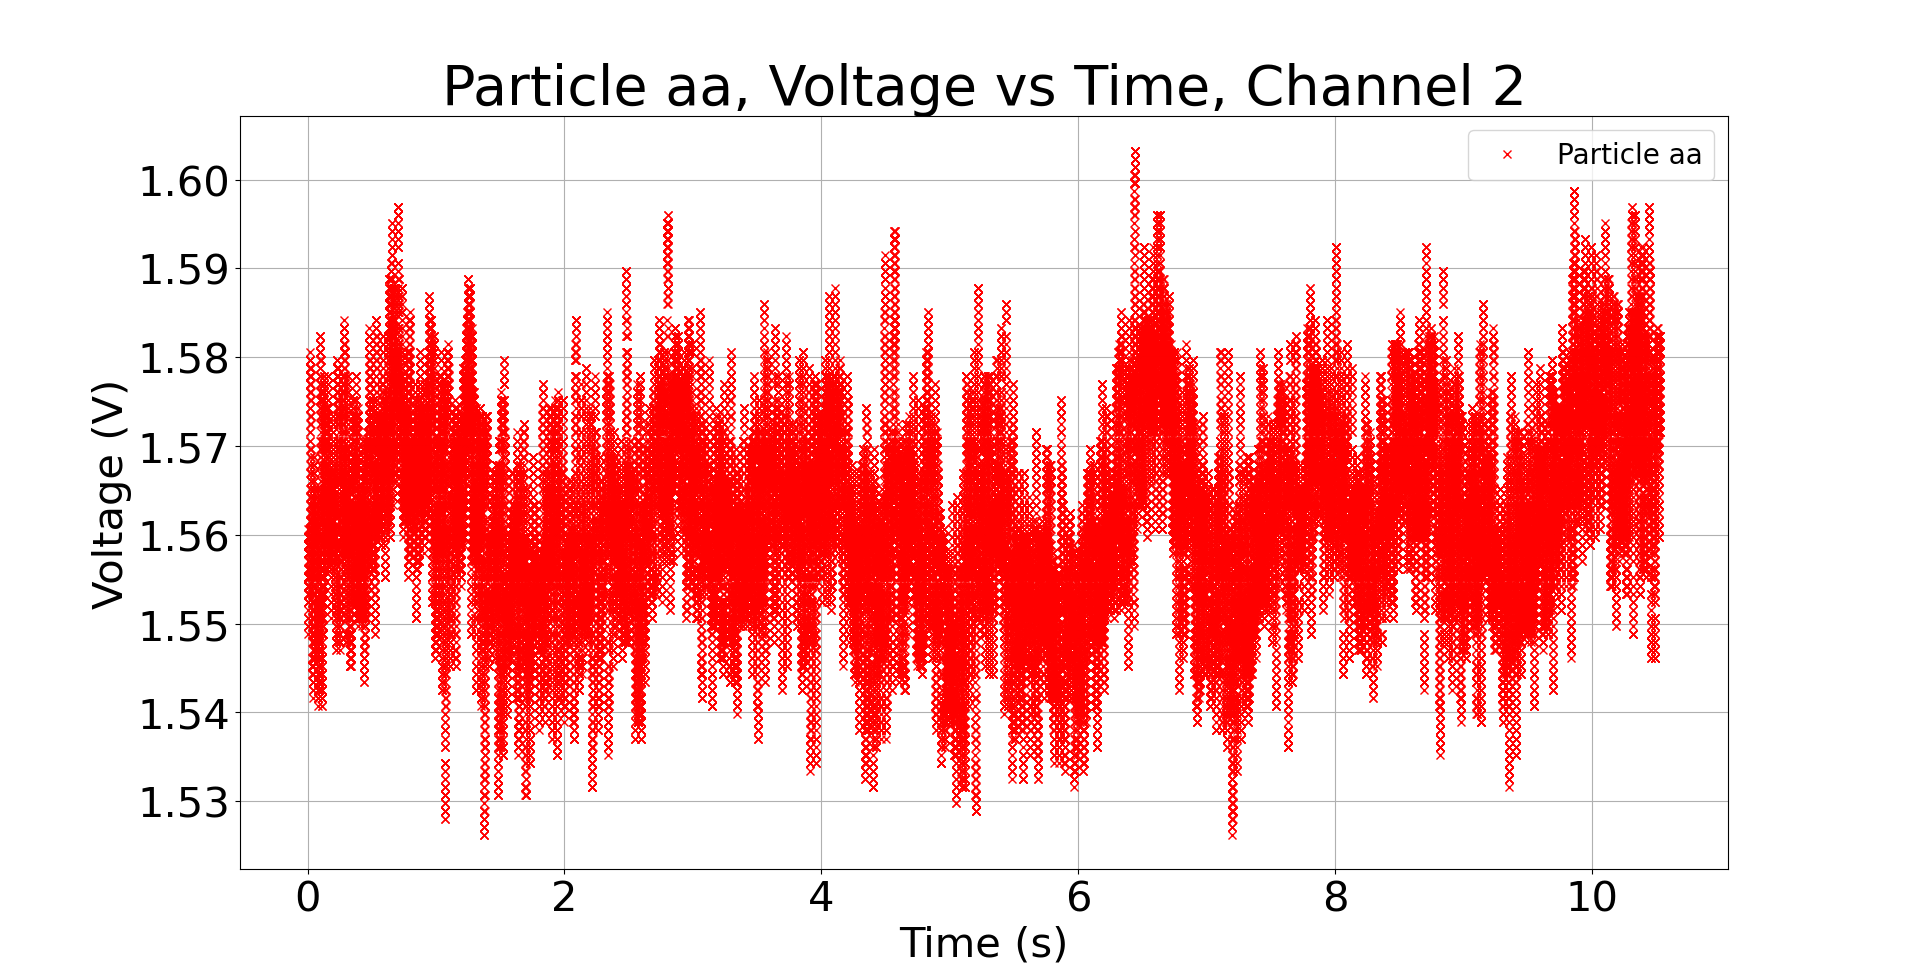 Particle aa, Voltage vs Time, Channel 2
Particle aa
1.60
1.59
1.58
1.57
1.56
1.55
1.54
1.53
Voltage (V)
0 2 4 6 8 10
Time (s)